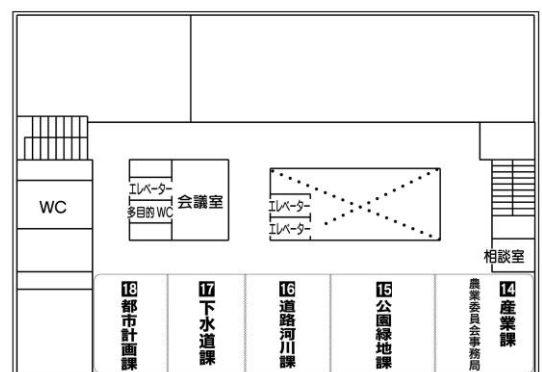 エレベーター
多目的 WC
会議室
エレベーター
エレベーター
WC
相談室
18 都市計画課
17 下水道課
16 道路河川課
15 公園緑地課
14 産業課
農業委員会事務局